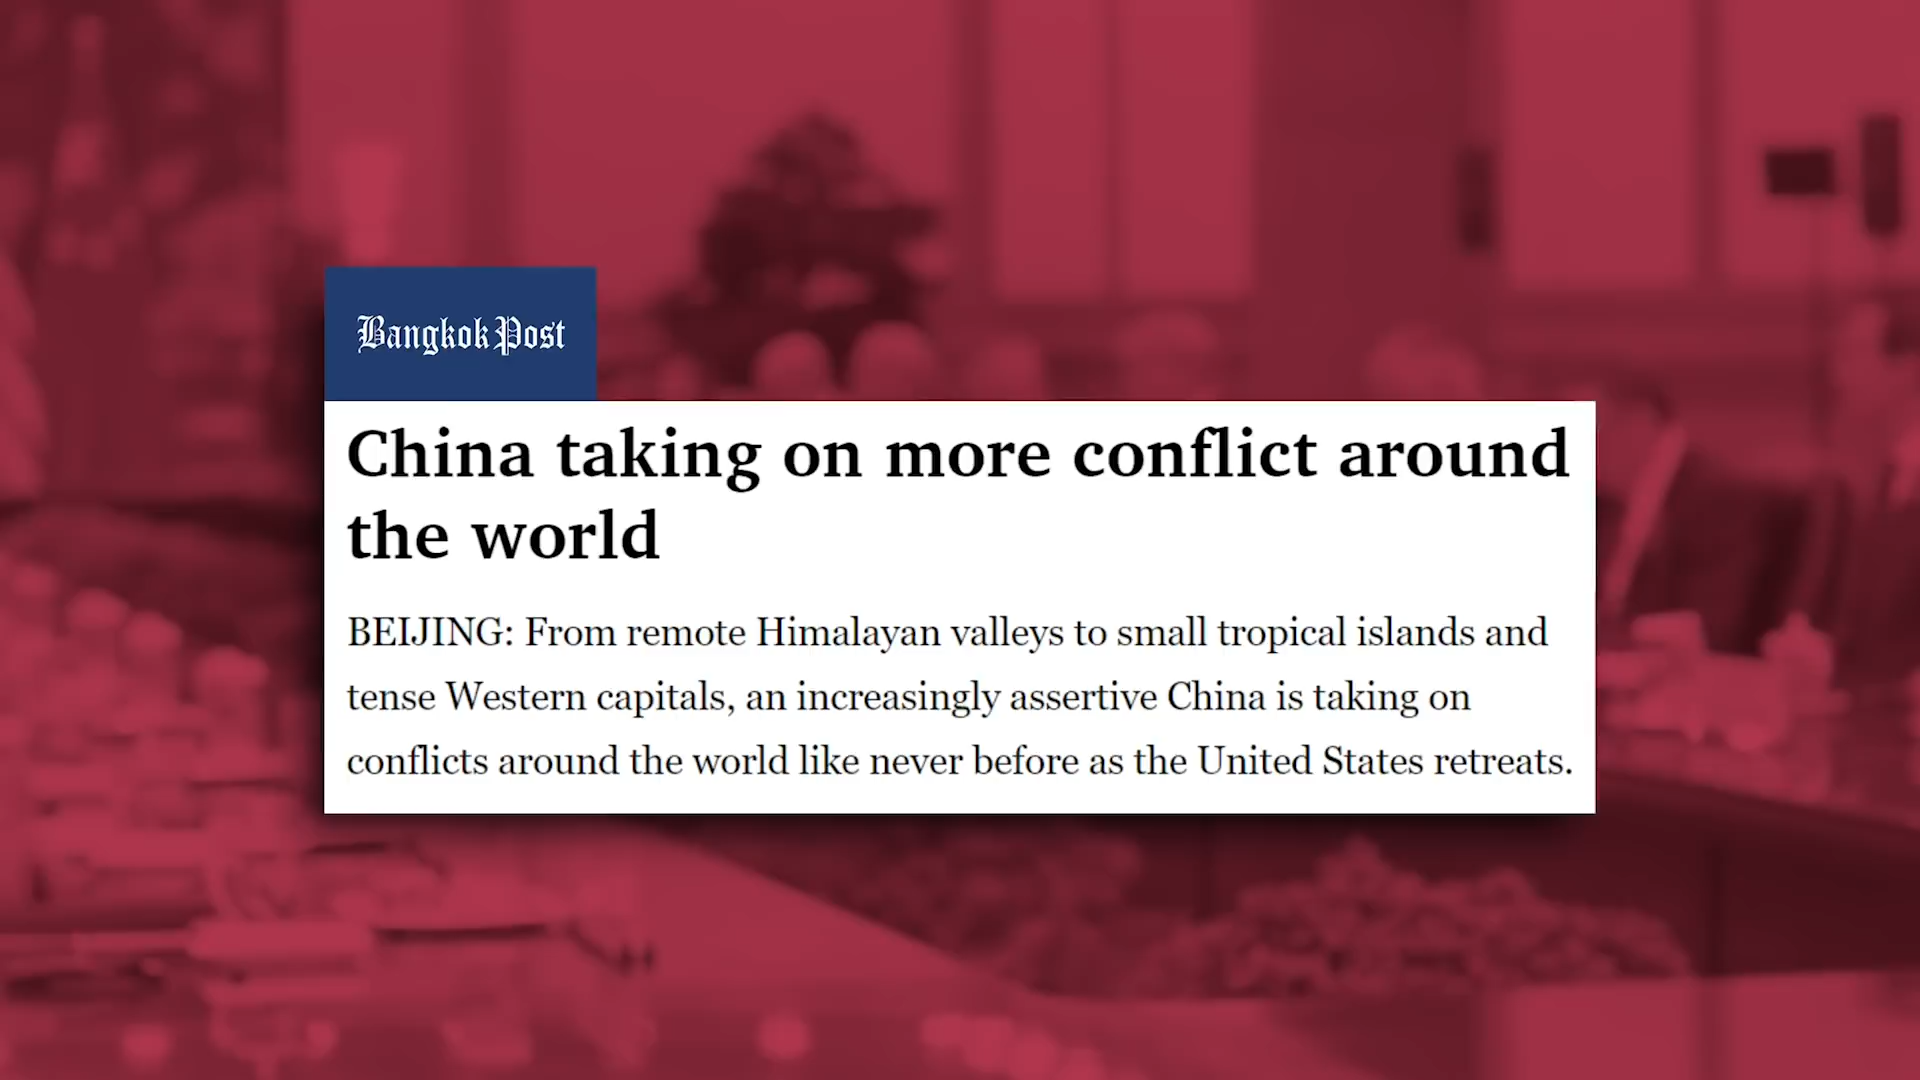 Bangkok Post
China taking on more conflict around
the world
BEIJING: From remote Himalayan valleys to small tropical islands and
tense Western capitals, an increasingly assertive China is taking on
conflicts around the world like never before as the United States retreats.